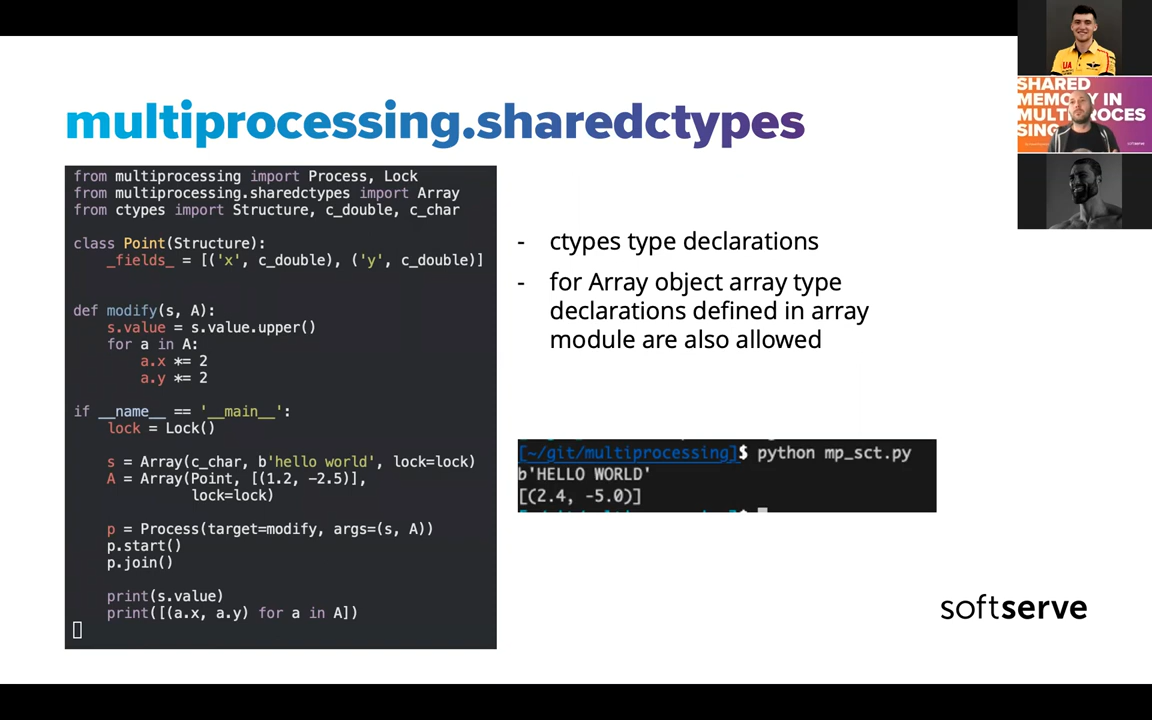 multiprocessing.sharedctypes
from multiprocessing import Process, Lock
from multiprocessing.sharedctypes import Array
from ctypes import Structure, c_double, c_char
class Point(Structure):
_fields_ = [('x', c_double), ('y', c_double)]
def modify(s, A):
s.value = s.value.upper()
for a in A:
a.x *= 2
a.y *= 2
if __name__ == '__main__':
lock = Lock()
s = Array(c_char, b'hello world', lock=lock)
A = Array(Point, [(1.2, -2.5)],
lock=lock)
p = Process(target=modify, args=(s, A))
p.start()
p.join()
print(s.value)
print([(a.x, a.y) for a in A])
- ctypes type declarations
- for Array object array type
declarations defined in array
module are also allowed
[~/git/multiprocessing]$ python mp_sct.py
b'HELLO WORLD'
[(2.4, -5.0)]
softserve
UA
SHARED
MEMORY IN
MULTIPROCES
SING
softserve